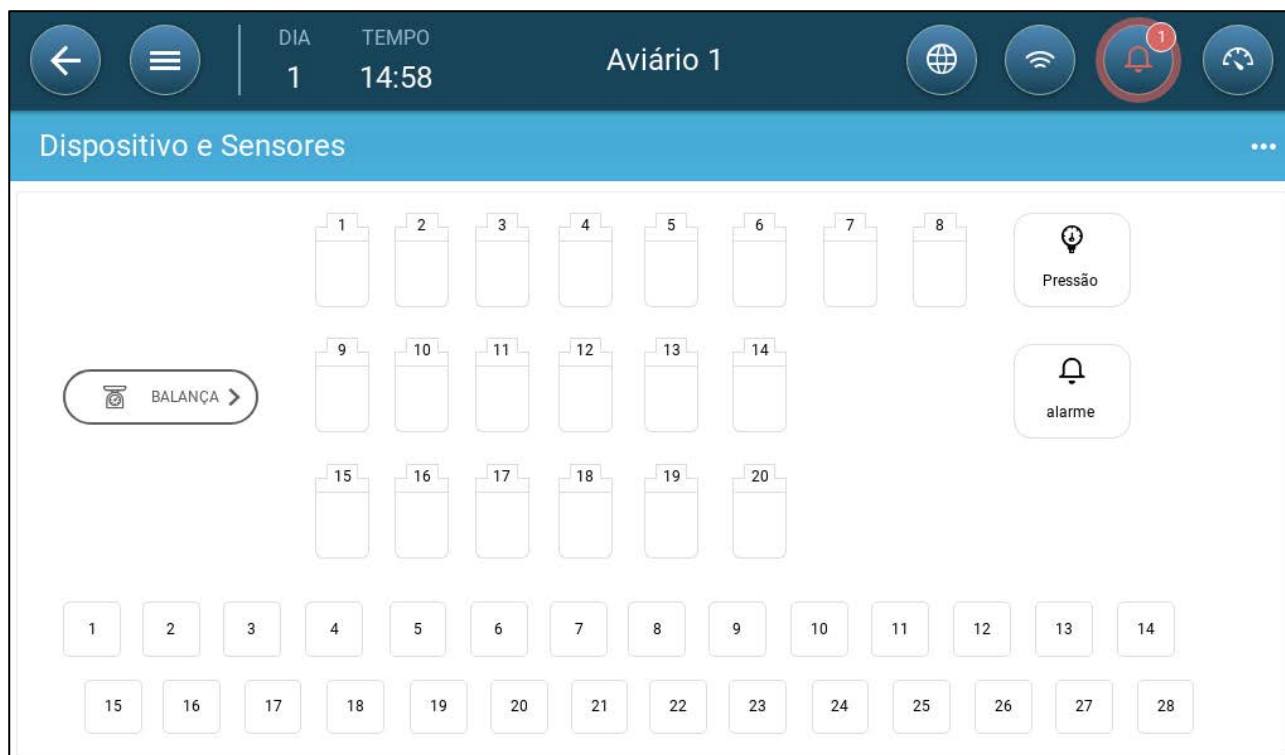 DIA TEMPO
1 14:58 Aviário 1 1
Dispositivo e Sensores
1 2 3 4 5 6 7 8
Pressão
9 10 11 12 13 14
BALANÇA
alarme
15 16 17 18 19 20
1 2 3 4 5 6 7 8 9 10 11 12 13 14
15 16 17 18 19 20 21 22 23 24 25 26 27 28